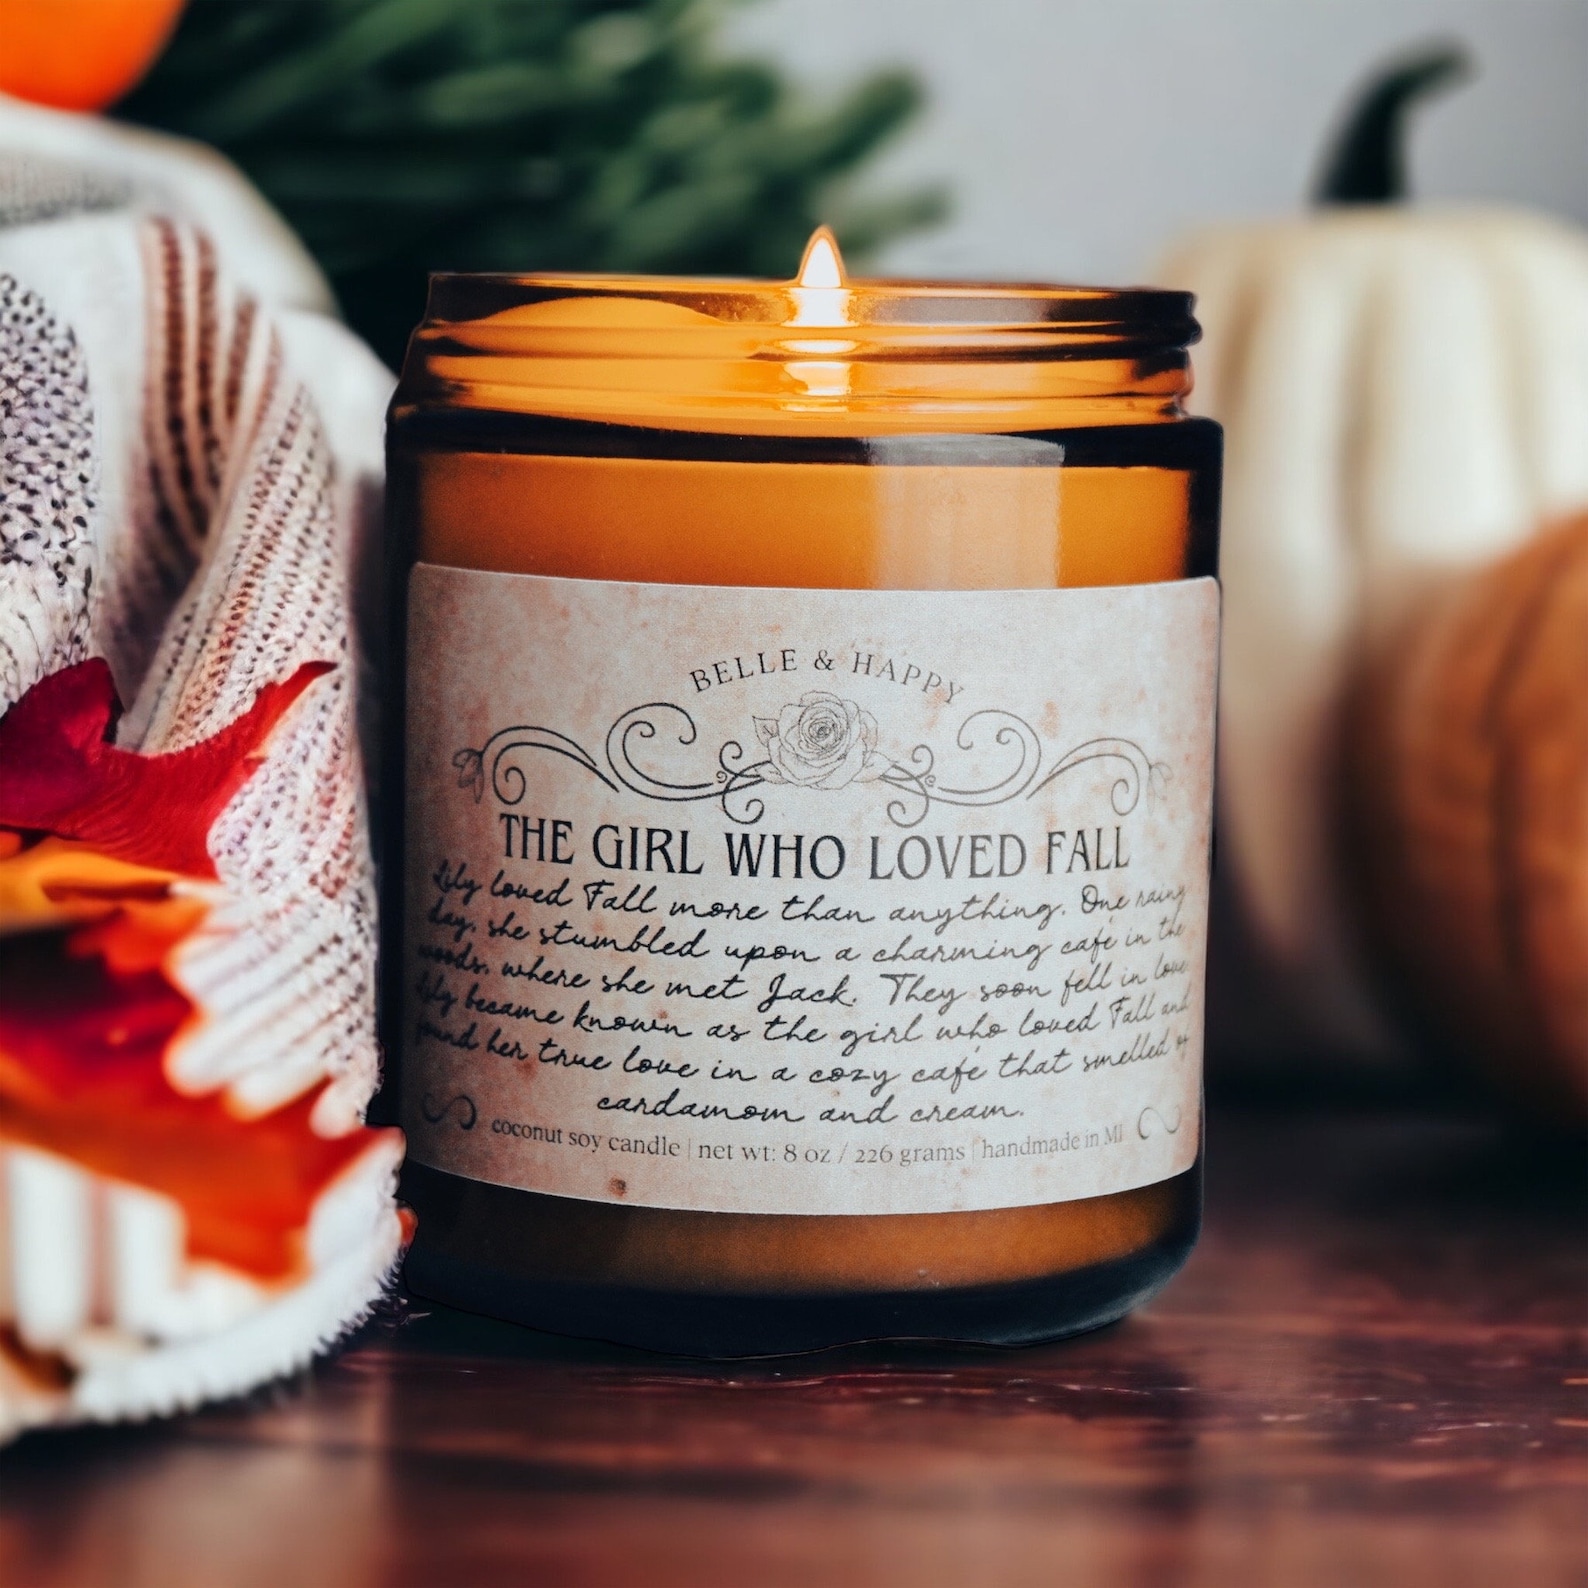 BELLE & HAPPY
THE GIRL WHO LOVED FALL
Lily loved Fall more than anything. One rainy
day, she stumbled upon a charming café in the
woods, where she met Jack. They soon fell in love.
Lily became known as the girl who loved Fall and
found her true love in a cozy café that smelled of
cardamom and cream.
coconut soy candle | net wt: 8 oz / 226 grams | handmade in MI